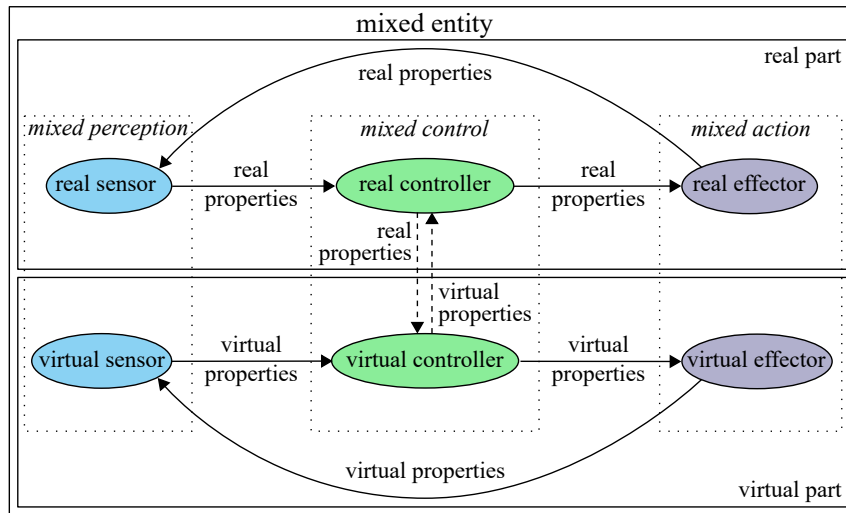 mixed entity
real part
real properties
mixed perception
mixed control
mixed action
real sensor
real
properties
real controller
real
properties
real effector
real
properties
virtual
properties
virtual sensor
virtual
properties
virtual controller
virtual
properties
virtual effector
virtual properties
virtual part